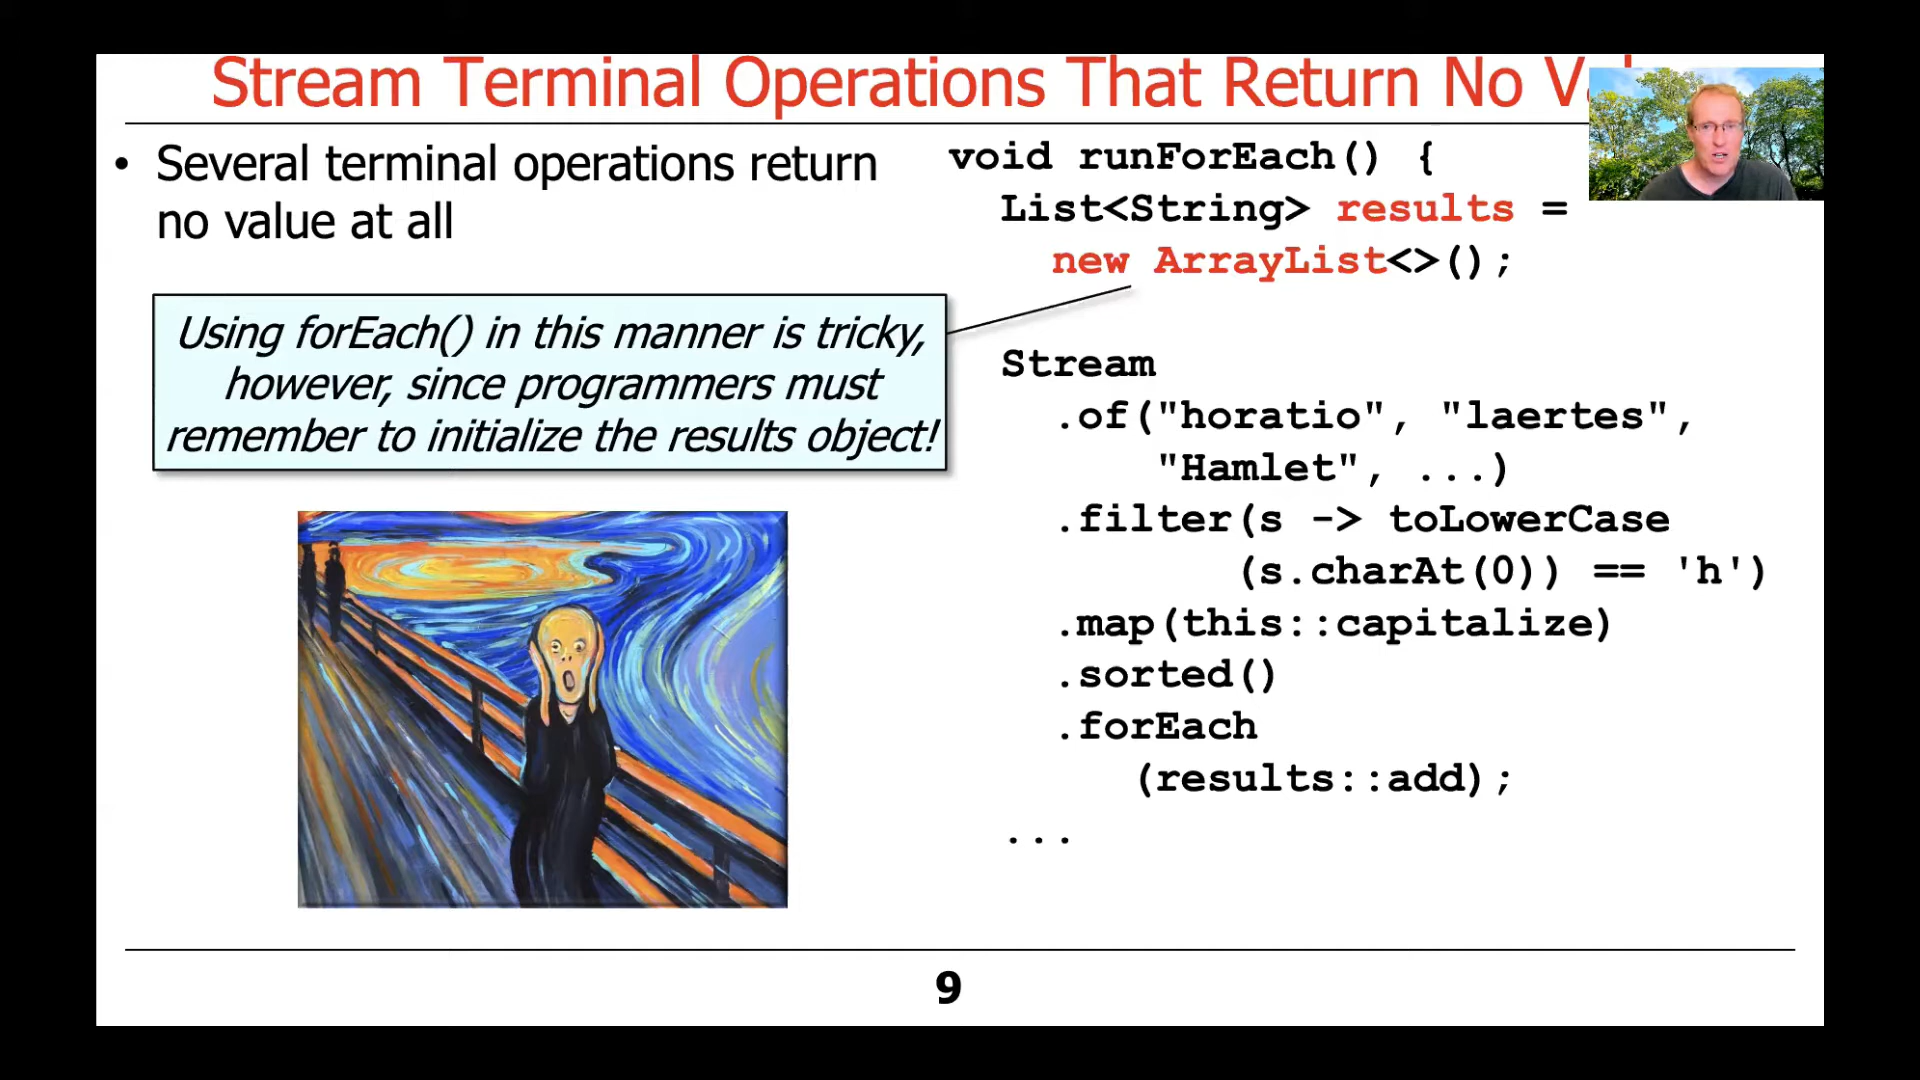 Stream Terminal Operations That Return No
• Several terminal operations return
no value at all
Using forEach() in this manner is tricky,
however, since programmers must
remember to initialize the results object!
void runForEach() {
List<String> results =
new ArrayList<>();
Stream
.of("horatio", "laertes",
"Hamlet", ...)
.filter(s -> toLowerCase
(s.charAt(0)) == 'h')
.map(this::capitalize)
.sorted()
.forEach
(results::add);
...
9